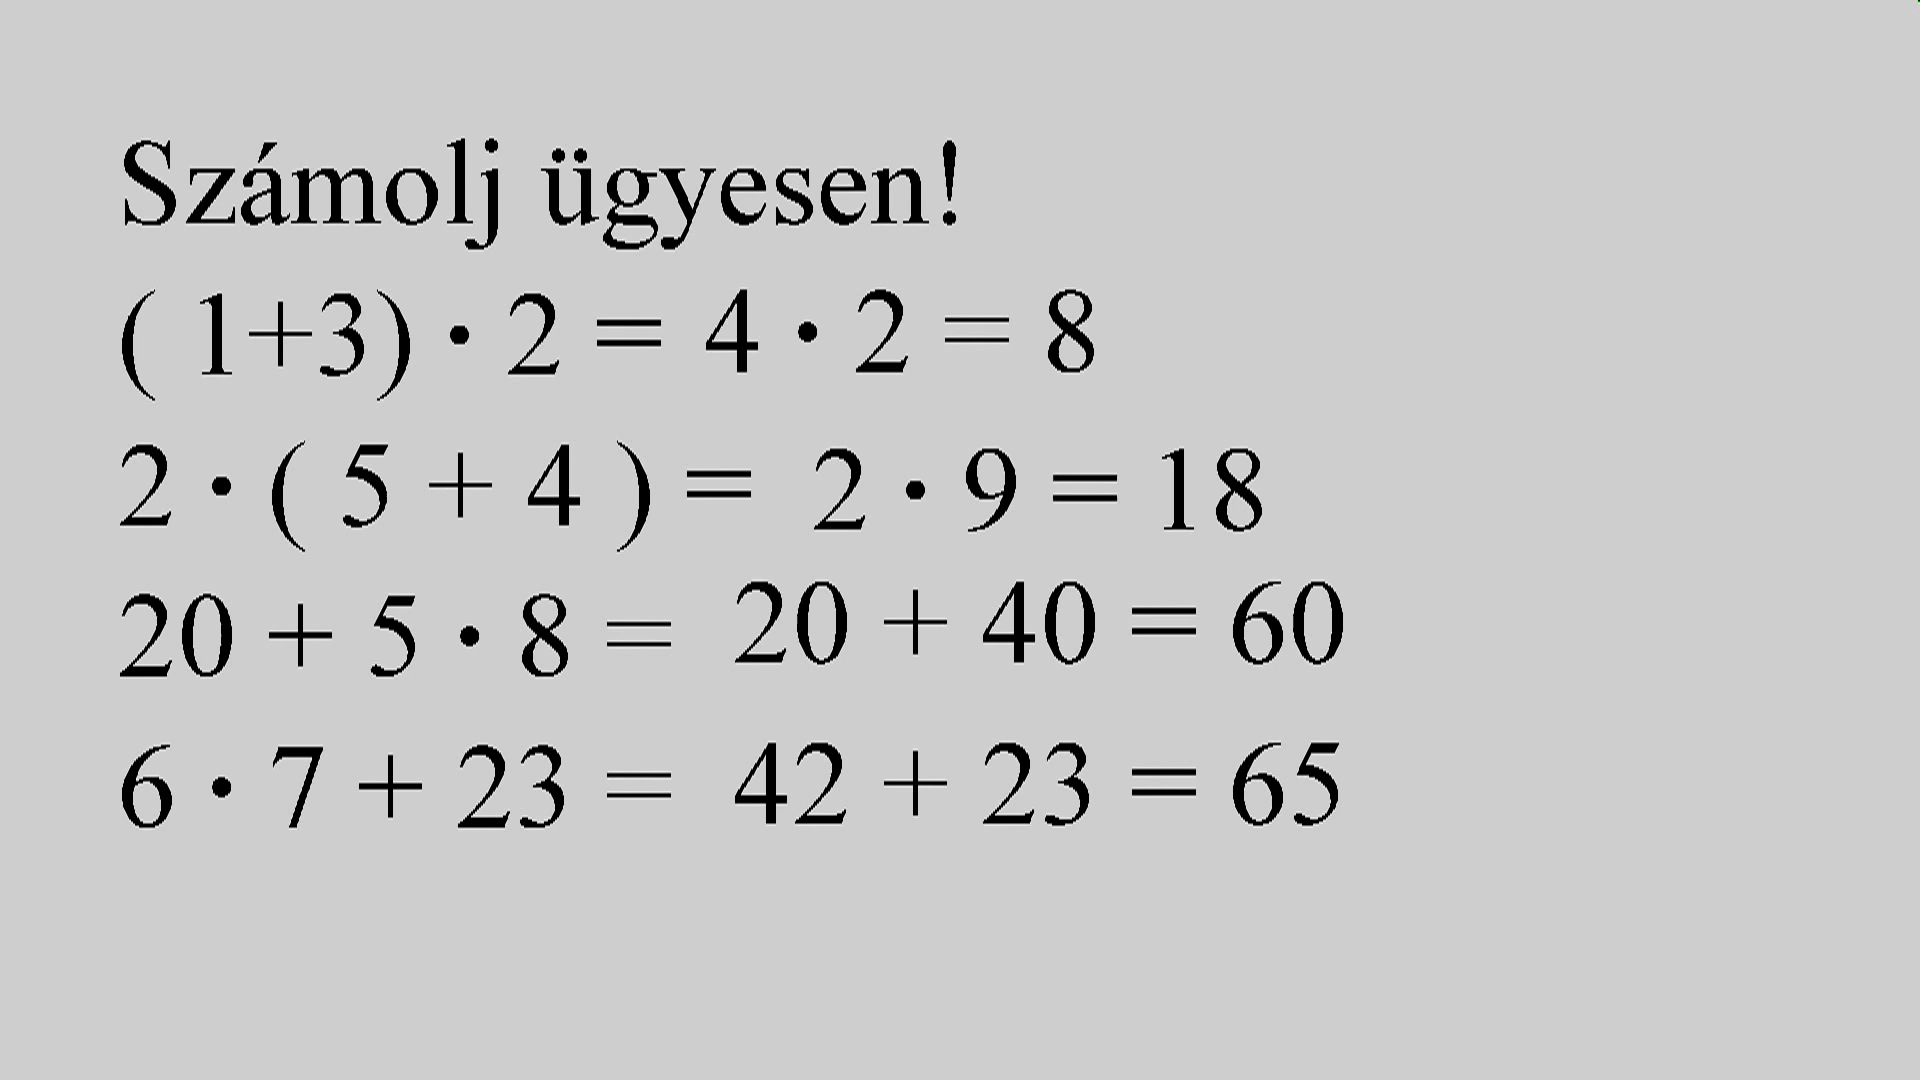 Számolj ügyesen!
( 1+3) · 2 = 4 · 2 = 8
2 · ( 5 + 4 ) = 2 · 9 = 18
20 + 5 · 8 = 20 + 40 = 60
6 · 7 + 23 = 42 + 23 = 65